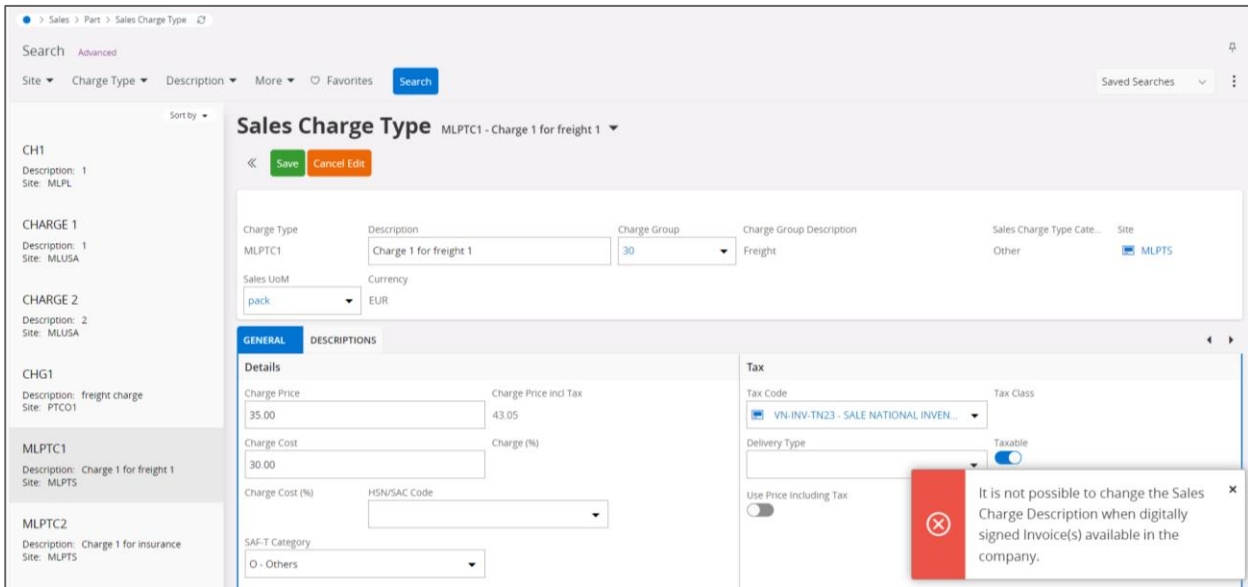 > Sales > Part > Sales Charge Type
Search Advanced
Site Charge Type Description More Favorites Search Saved Searches
Sort by
CH1
Description: 1
Site: MLPL
CHARGE 1
Description: 1
Site: MLUSA
CHARGE 2
Description: 2
Site: MLUSA
CHG1
Description: freight charge
Site: PTCO1
MLPTC1
Description: Charge 1 for freight 1
Site: MLPTS
MLPTC2
Description: Charge 1 for insurance
Site: MLPTS
Sales Charge Type MLPTC1 - Charge 1 for freight 1
Save Cancel Edit
Charge Type Description Charge Group Charge Group Description Sales Charge Type Cate... Site
MLPTC1 Charge 1 for freight 1 30 Freight Other MLPTS
Sales UoM Currency
pack EUR
GENERAL DESCRIPTIONS
Details
Charge Price Charge Price incl Tax
35.00 43.05
Charge Cost Charge (%)
30.00
Charge Cost (%) HSN/SAC Code
SAF-T Category
O - Others
Tax
Tax Code Tax Class
VN-INV-TN23 - SALE NATIONAL INVEN...
Delivery Type Taxable
Use Price Including Tax
It is not possible to change the Sales
Charge Description when digitally
signed Invoice(s) available in the
company.